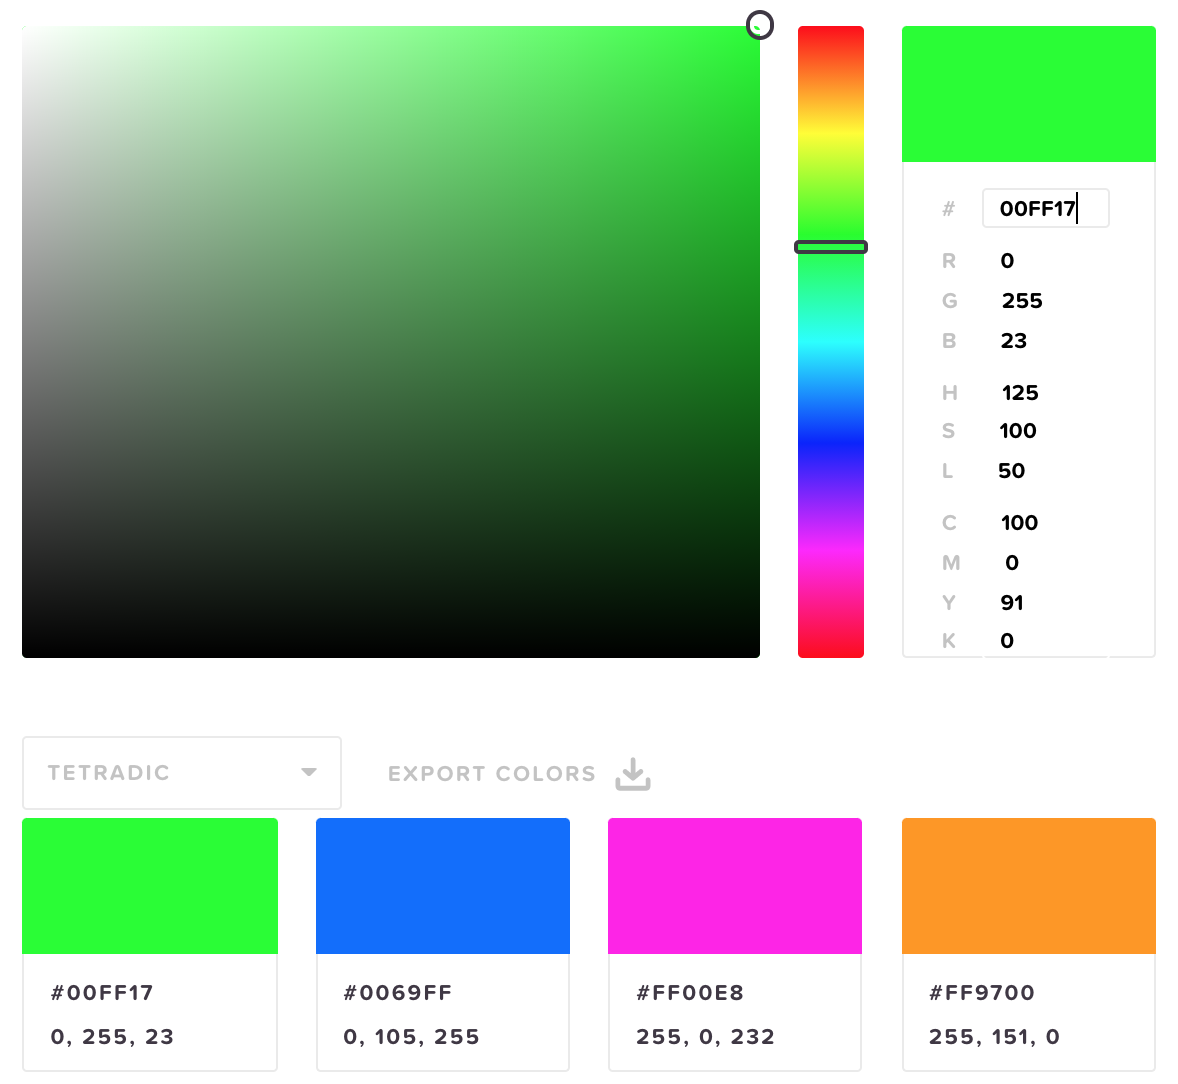 # 00FF17
R 0
G 255
B 23
H 125
S 100
L 50
C 100
M 0
Y 91
K 0
TETRADIC
EXPORT COLORS
#00FF17
0, 255, 23
#0069FF
0, 105, 255
#FF00E8
255, 0, 232
#FF9700
255, 151, 0